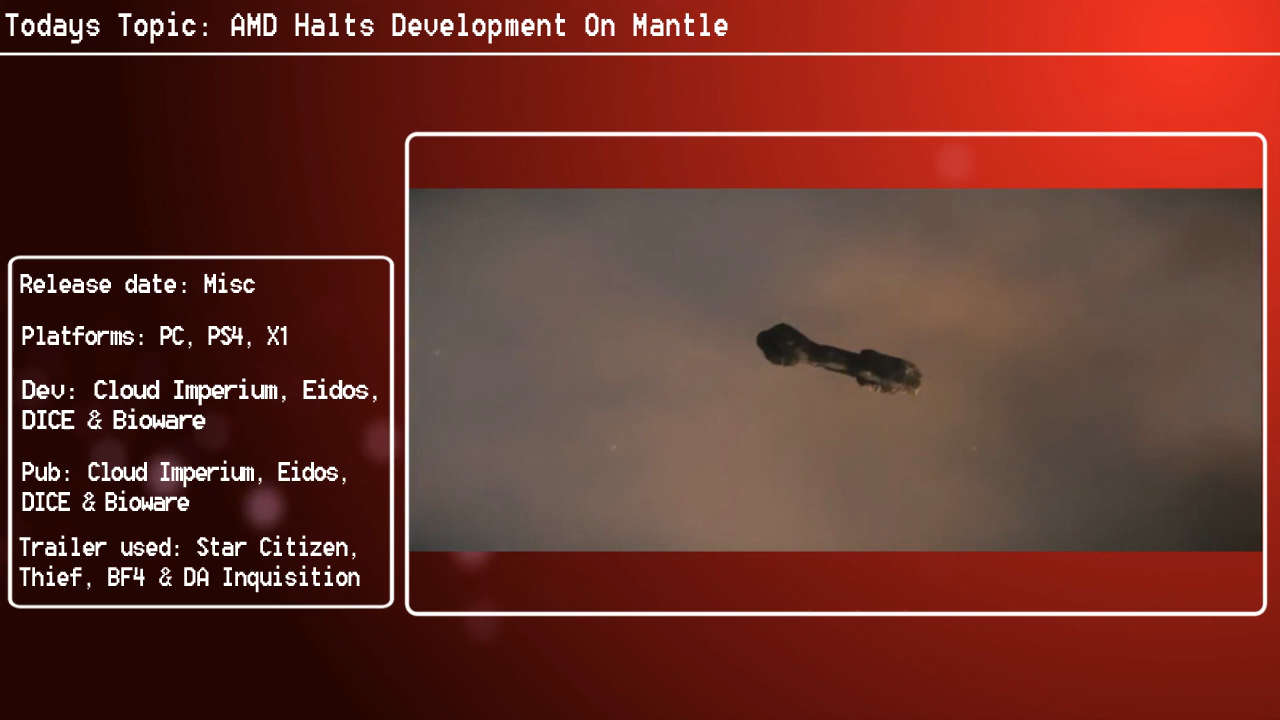 Todays Topic: AMD Halts Development On Mantle
Release date: Misc
Platforms: PC, PS4, X1
Dev: Cloud Imperium, Eidos,
DICE & Bioware
Pub: Cloud Imperium, Eidos,
DICE & Bioware
Trailer used: Star Citizen,
Thief, BF4 & DA Inquisition